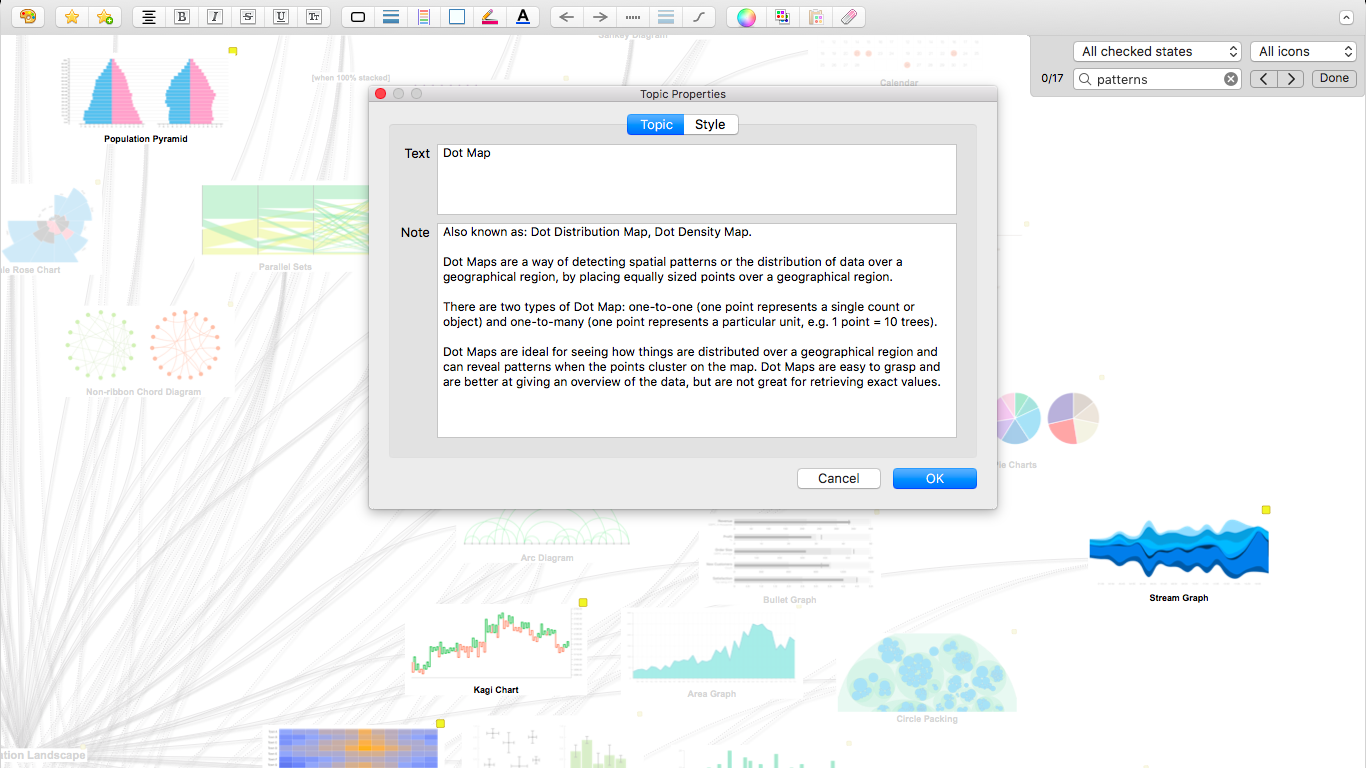 B I S U TT
A
All checked states
All icons
0/17
patterns
Done
Sankey Diagram
[when 100% stacked]
Calendar
Population Pyramid
Topic Properties
Topic
Style
Text
Dot Map
Note
Also known as: Dot Distribution Map, Dot Density Map.
Dot Maps are a way of detecting spatial patterns or the distribution of data over a
geographical region, by placing equally sized points over a geographical region.
There are two types of Dot Map: one-to-one (one point represents a single count or
object) and one-to-many (one point represents a particular unit, e.g. 1 point = 10 trees).
Dot Maps are ideal for seeing how things are distributed over a geographical region and
can reveal patterns when the points cluster on the map. Dot Maps are easy to grasp and
are better at giving an overview of the data, but are not great for retrieving exact values.
Cancel
OK
Rose Chart
Parallel Sets
Non-ribbon Chord Diagram
Pie Charts
Arc Diagram
Bullet Graph
Stream Graph
Kagi Chart
Area Graph
Circle Packing
Landscape